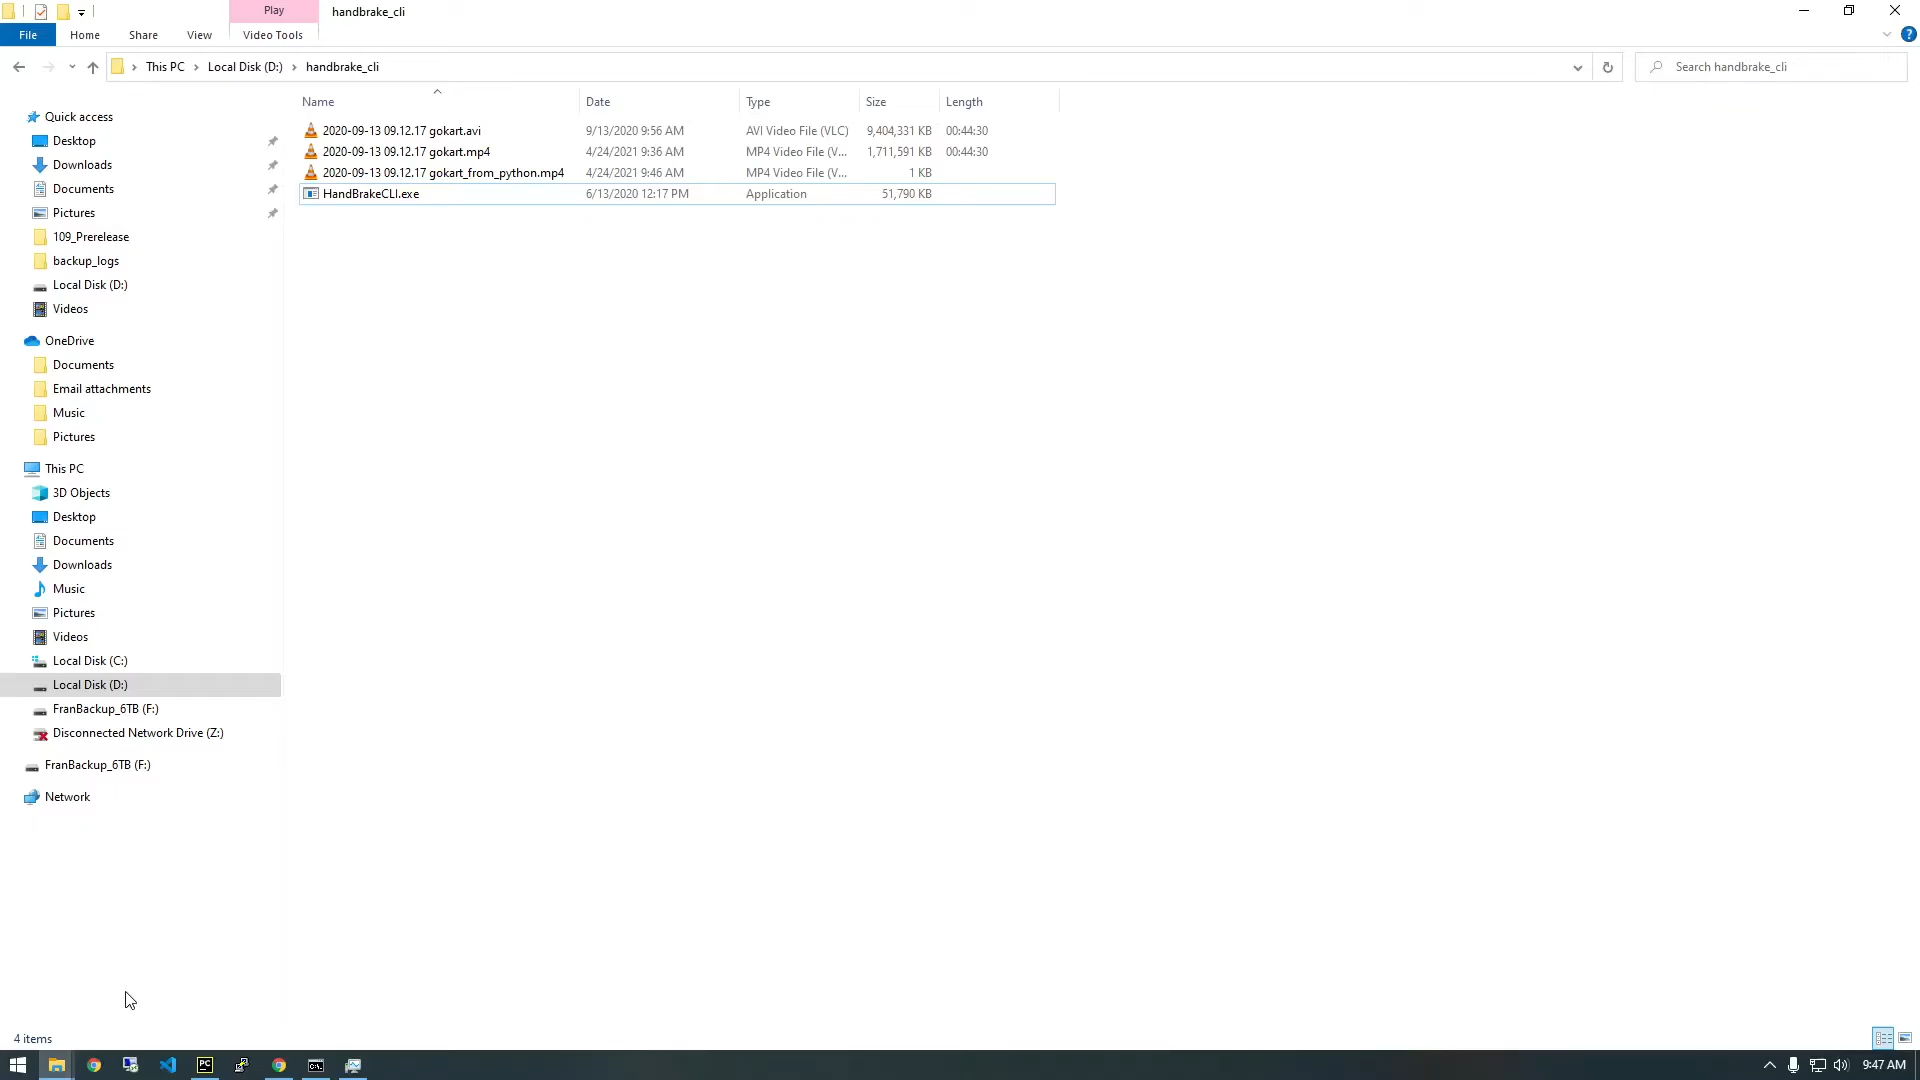 Play
handbrake_cli
File
Home
Share
View
Video Tools
This PC
Local Disk (D:)
handbrake_cli
Search handbrake_cli
Name
Date
Type
Size
Length
2020-09-13 09.12.17 gokart.avi
9/13/2020 9:56 AM
AVI Video File (VLC)
9,404,331 KB
00:44:30
2020-09-13 09.12.17 gokart.mp4
4/24/2021 9:36 AM
MP4 Video File (V...
1,711,591 KB
00:44:30
2020-09-13 09.12.17 gokart_from_python.mp4
4/24/2021 9:46 AM
MP4 Video File (V...
1 KB
HandBrakeCLI.exe
6/13/2020 12:17 PM
Application
51,790 KB
Quick access
Desktop
Downloads
Documents
Pictures
109_Prerelease
backup_logs
Local Disk (D:)
Videos
OneDrive
Documents
Email attachments
Music
Pictures
This PC
3D Objects
Desktop
Documents
Downloads
Music
Pictures
Videos
Local Disk (C:)
Local Disk (D:)
FranBackup_6TB (F:)
Disconnected Network Drive (Z:)
FranBackup_6TB (F:)
Network
4 items
PC
9:47 AM